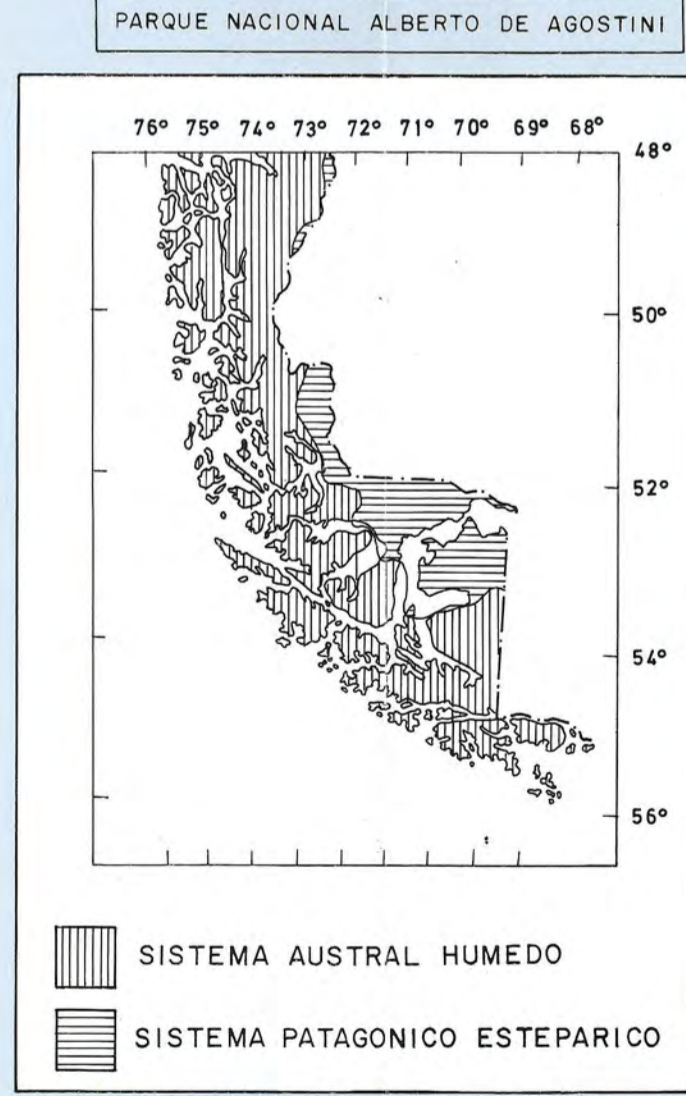 PARQUE NACIONAL ALBERTO DE AGOSTINI
76° 75° 74° 73° 72° 71° 70° 69° 68°
48°
50°
52°
54°
56°
SISTEMA AUSTRAL HUMEDO
SISTEMA PATAGONICO ESTEPARICO